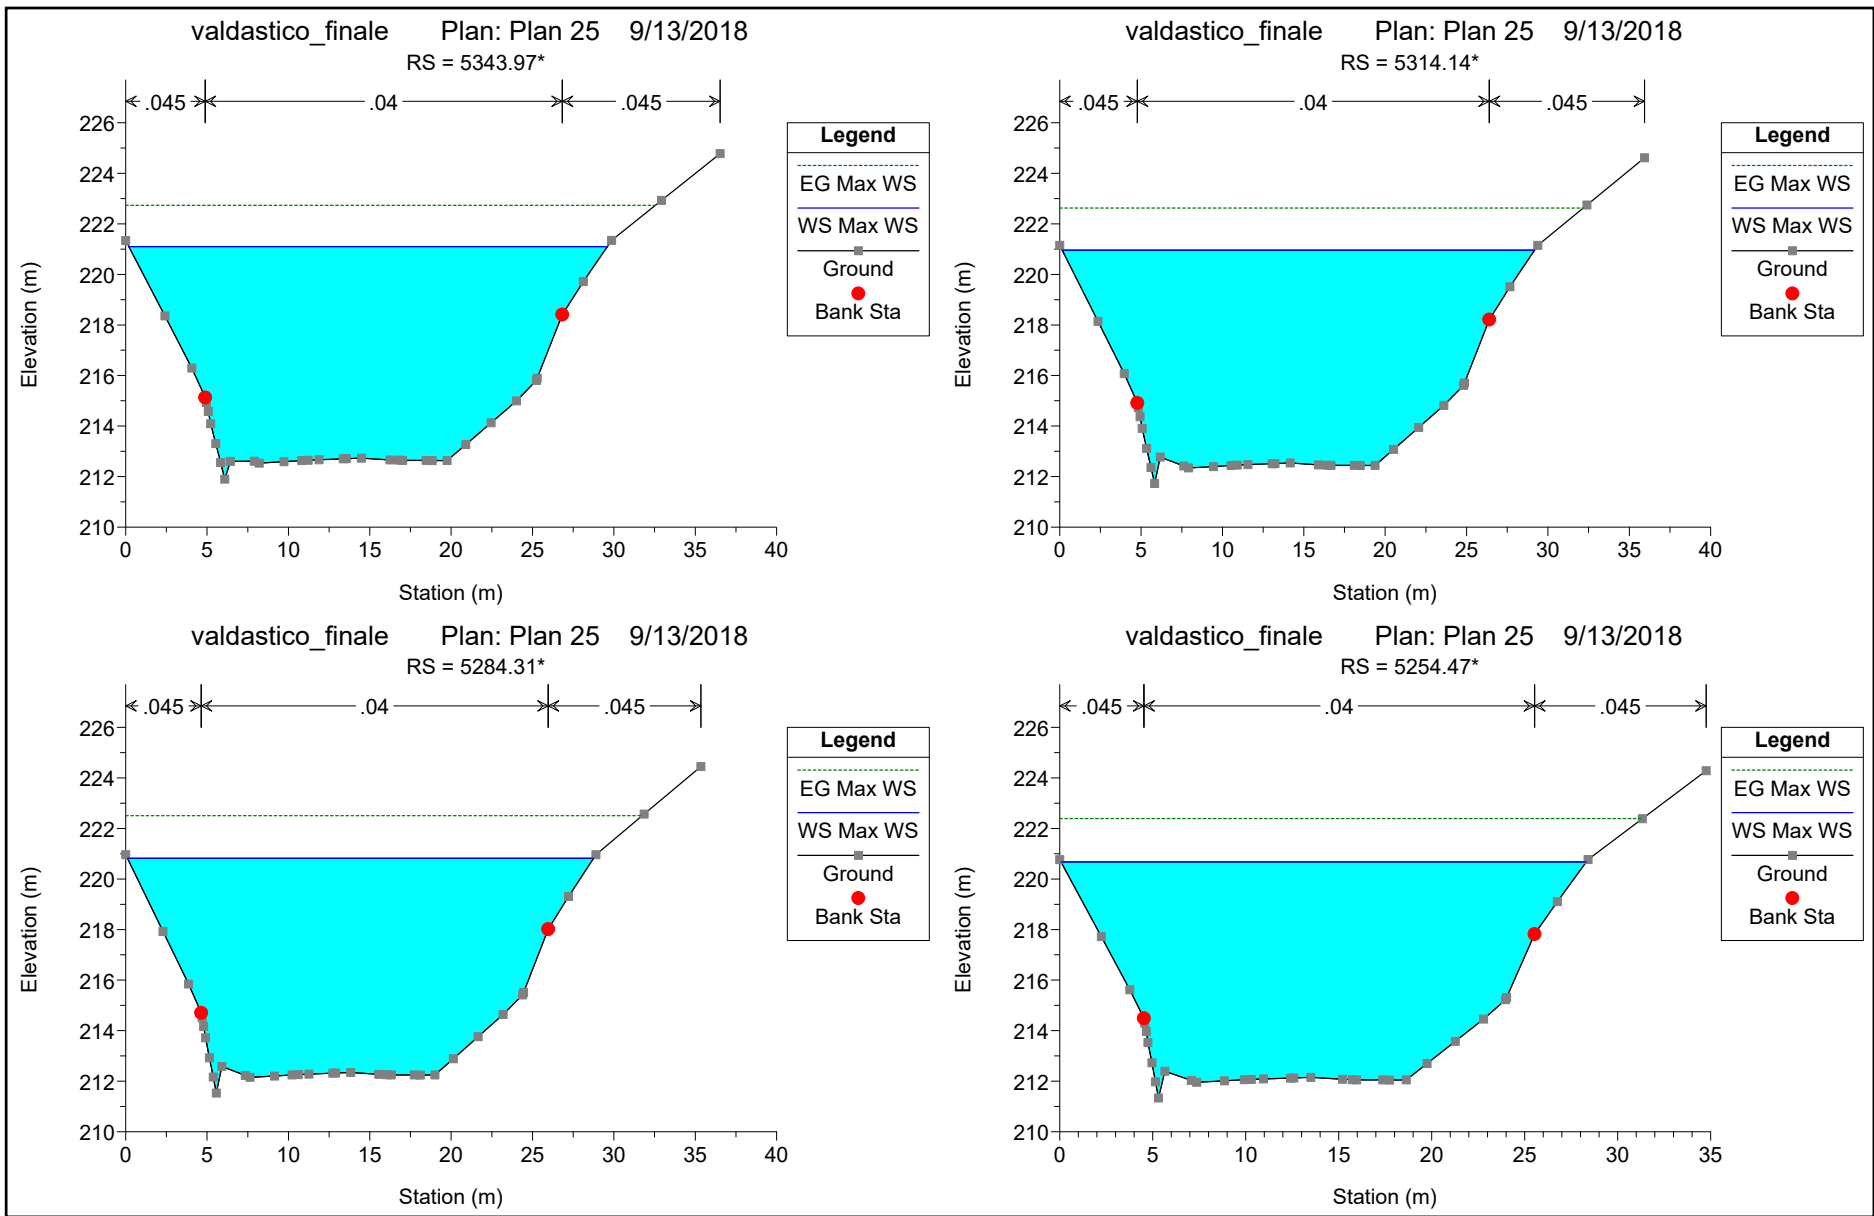 valdastico_finale Plan: Plan 25 9/13/2018
RS = 5343.97*
.045 .04 .045
226
224
222
220
218
216
214
212
210
Elevation (m)
0 5 10 15 20 25 30 35 40
Station (m)
Legend
EG Max WS
WS Max WS
Ground
Bank Sta
valdastico_finale Plan: Plan 25 9/13/2018
RS = 5314.14*
.045 .04 .045
226
224
222
220
218
216
214
212
210
Elevation (m)
0 5 10 15 20 25 30 35 40
Station (m)
Legend
EG Max WS
WS Max WS
Ground
Bank Sta
valdastico_finale Plan: Plan 25 9/13/2018
RS = 5284.31*
.045 .04 .045
226
224
222
220
218
216
214
212
210
Elevation (m)
0 5 10 15 20 25 30 35 40
Station (m)
Legend
EG Max WS
WS Max WS
Ground
Bank Sta
valdastico_finale Plan: Plan 25 9/13/2018
RS = 5254.47*
.045 .04 .045
226
224
222
220
218
216
214
212
210
Elevation (m)
0 5 10 15 20 25 30 35
Station (m)
Legend
EG Max WS
WS Max WS
Ground
Bank Sta